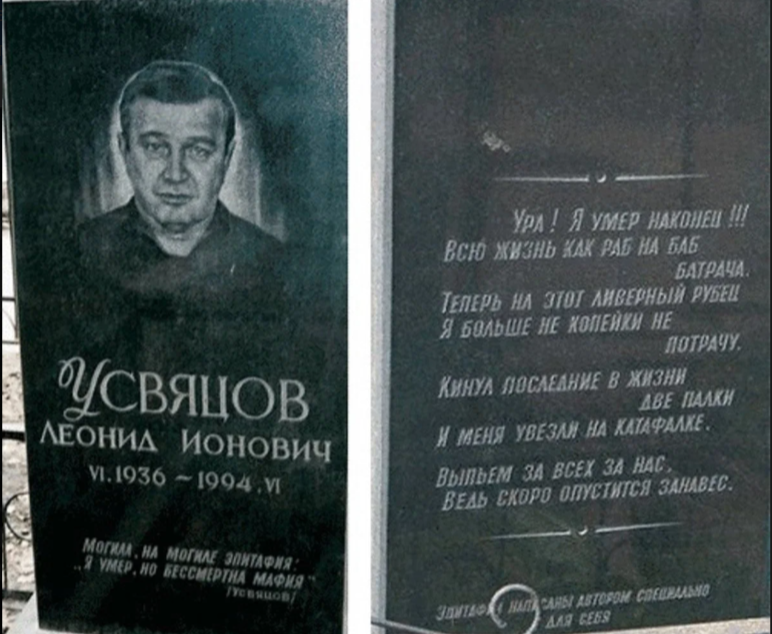 Усвяцов
Леонид Ионович
VI.1936 ~ 1994.VI
Могила, на могиле эпитафия:
„Я умер, но бессмертна мафия“
/Усвяцов/
Ура! Я умер наконец!!!
Всю жизнь как раб на баб
батрача.
Теперь на этот ливерный рубец
Я больше не копейки не
потрачу.
Кинул последние в жизни
две палки
И меня увезли на катафалке.
Выпьем за всех за нас.
Ведь скоро опустится занавес.
Эпитафии написаны автором специально
для себя